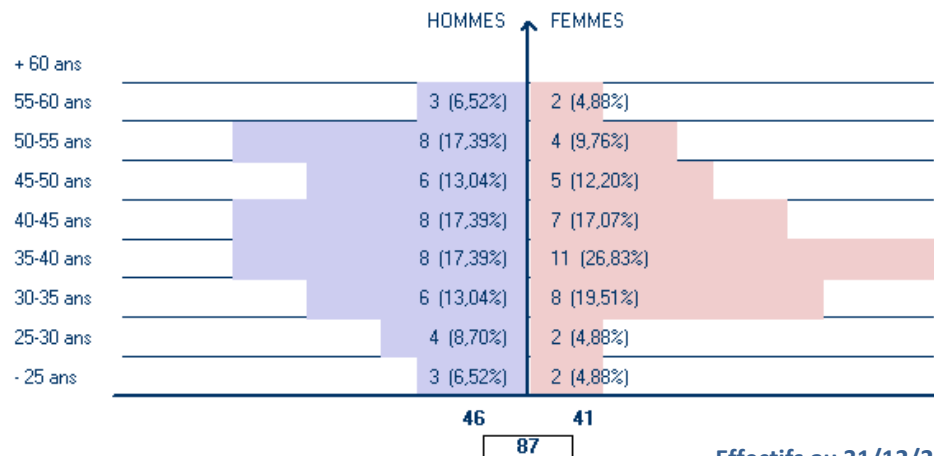 HOMMES FEMMES
+ 60 ans
55-60 ans 3 (6,52%) 2 (4,88%)
50-55 ans 8 (17,39%) 4 (9,76%)
45-50 ans 6 (13,04%) 5 (12,20%)
40-45 ans 8 (17,39%) 7 (17,07%)
35-40 ans 8 (17,39%) 11 (26,83%)
30-35 ans 6 (13,04%) 8 (19,51%)
25-30 ans 4 (8,70%) 2 (4,88%)
- 25 ans 3 (6,52%) 2 (4,88%)
46 41
87
Effectifs au